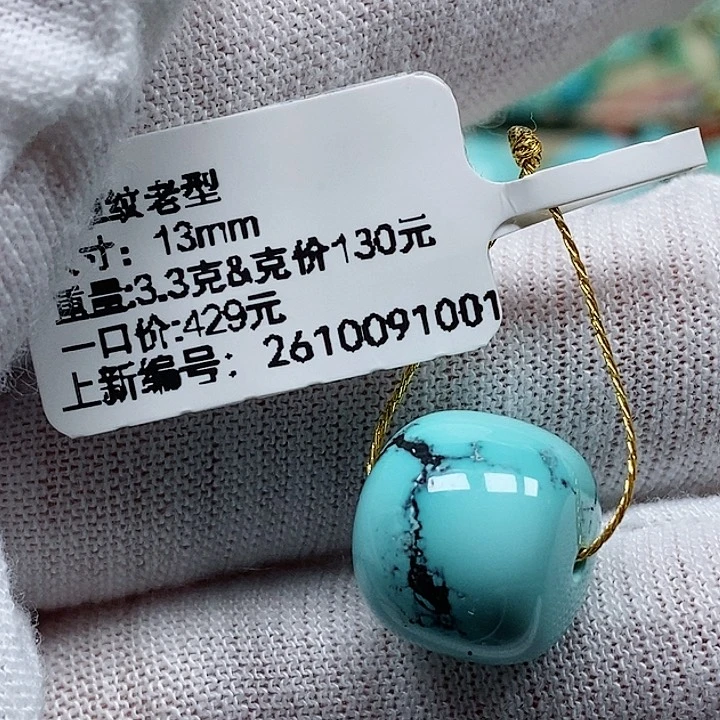 纹老型
寸：13mm
重量:3.3克&克价130元
一口价:429元
上新编号：2610091001